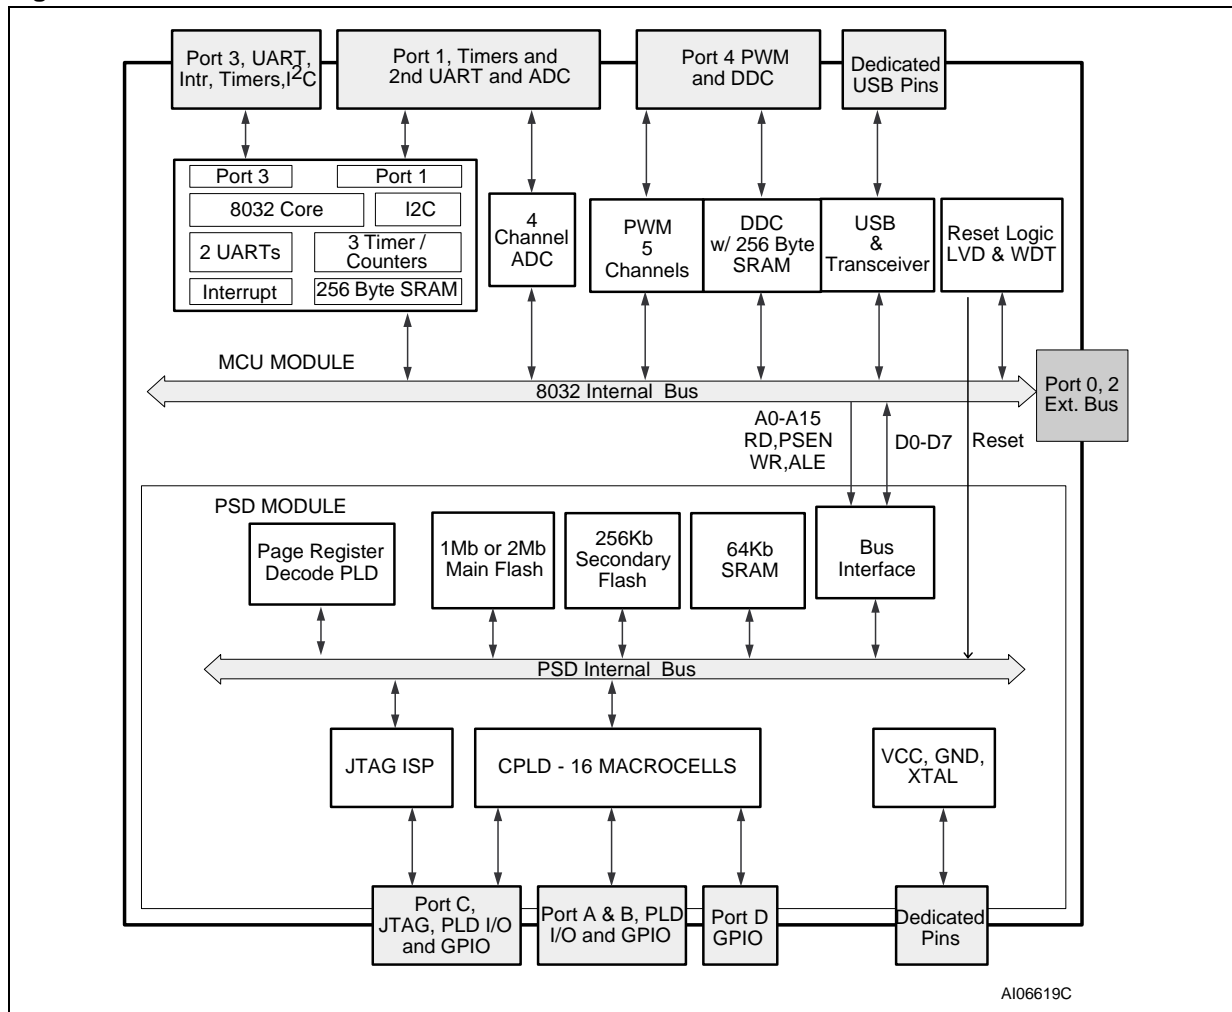 Port 3, UART,
Intr, Timers,I2C
Port 1, Timers and
2nd UART and ADC
Port 4 PWM
and DDC
Dedicated
USB Pins
Port 3
Port 1
8032 Core
I2C
2 UARTs
3 Timer /
Counters
Interrupt
256 Byte SRAM
4
Channel
ADC
PWM
5
Channels
DDC
w/ 256 Byte
SRAM
USB
&
Transceiver
Reset Logic
LVD & WDT
MCU MODULE
8032 Internal Bus
Port 0, 2
Ext. Bus
A0-A15
RD,PSEN
WR,ALE
D0-D7
Reset
PSD MODULE
Page Register
Decode PLD
1Mb or 2Mb
Main Flash
256Kb
Secondary
Flash
64Kb
SRAM
Bus
Interface
PSD Internal Bus
JTAG ISP
CPLD - 16 MACROCELLS
VCC, GND,
XTAL
Port C,
JTAG, PLD I/O
and GPIO
Port A & B, PLD
I/O and GPIO
Port D
GPIO
Dedicated
Pins
AI06619C